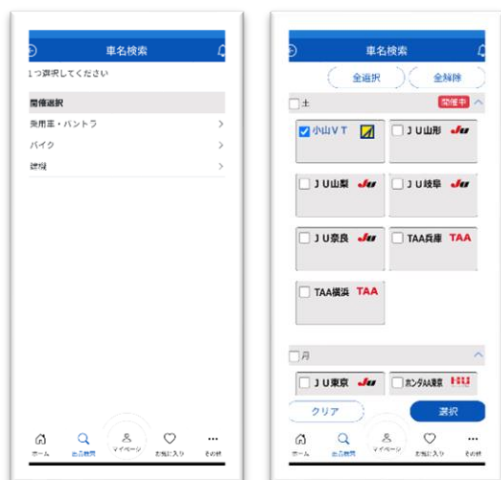 車名検索
1つ選択してください
開催選択
乗用車・バントラ
バイク
建機
ホーム
出品検索
マイページ
お気に入り
その他
車名検索
全選択 全解除
土 開催中
小山VT JU山形 Ju
JU山梨 Ju JU岐阜 Ju
JU奈良 Ju TAA兵庫 TAA
TAA横浜 TAA
月
JU東京 Ju ホンダAA東京
クリア 選択
ホーム
出品検索
マイページ
お気に入り
その他